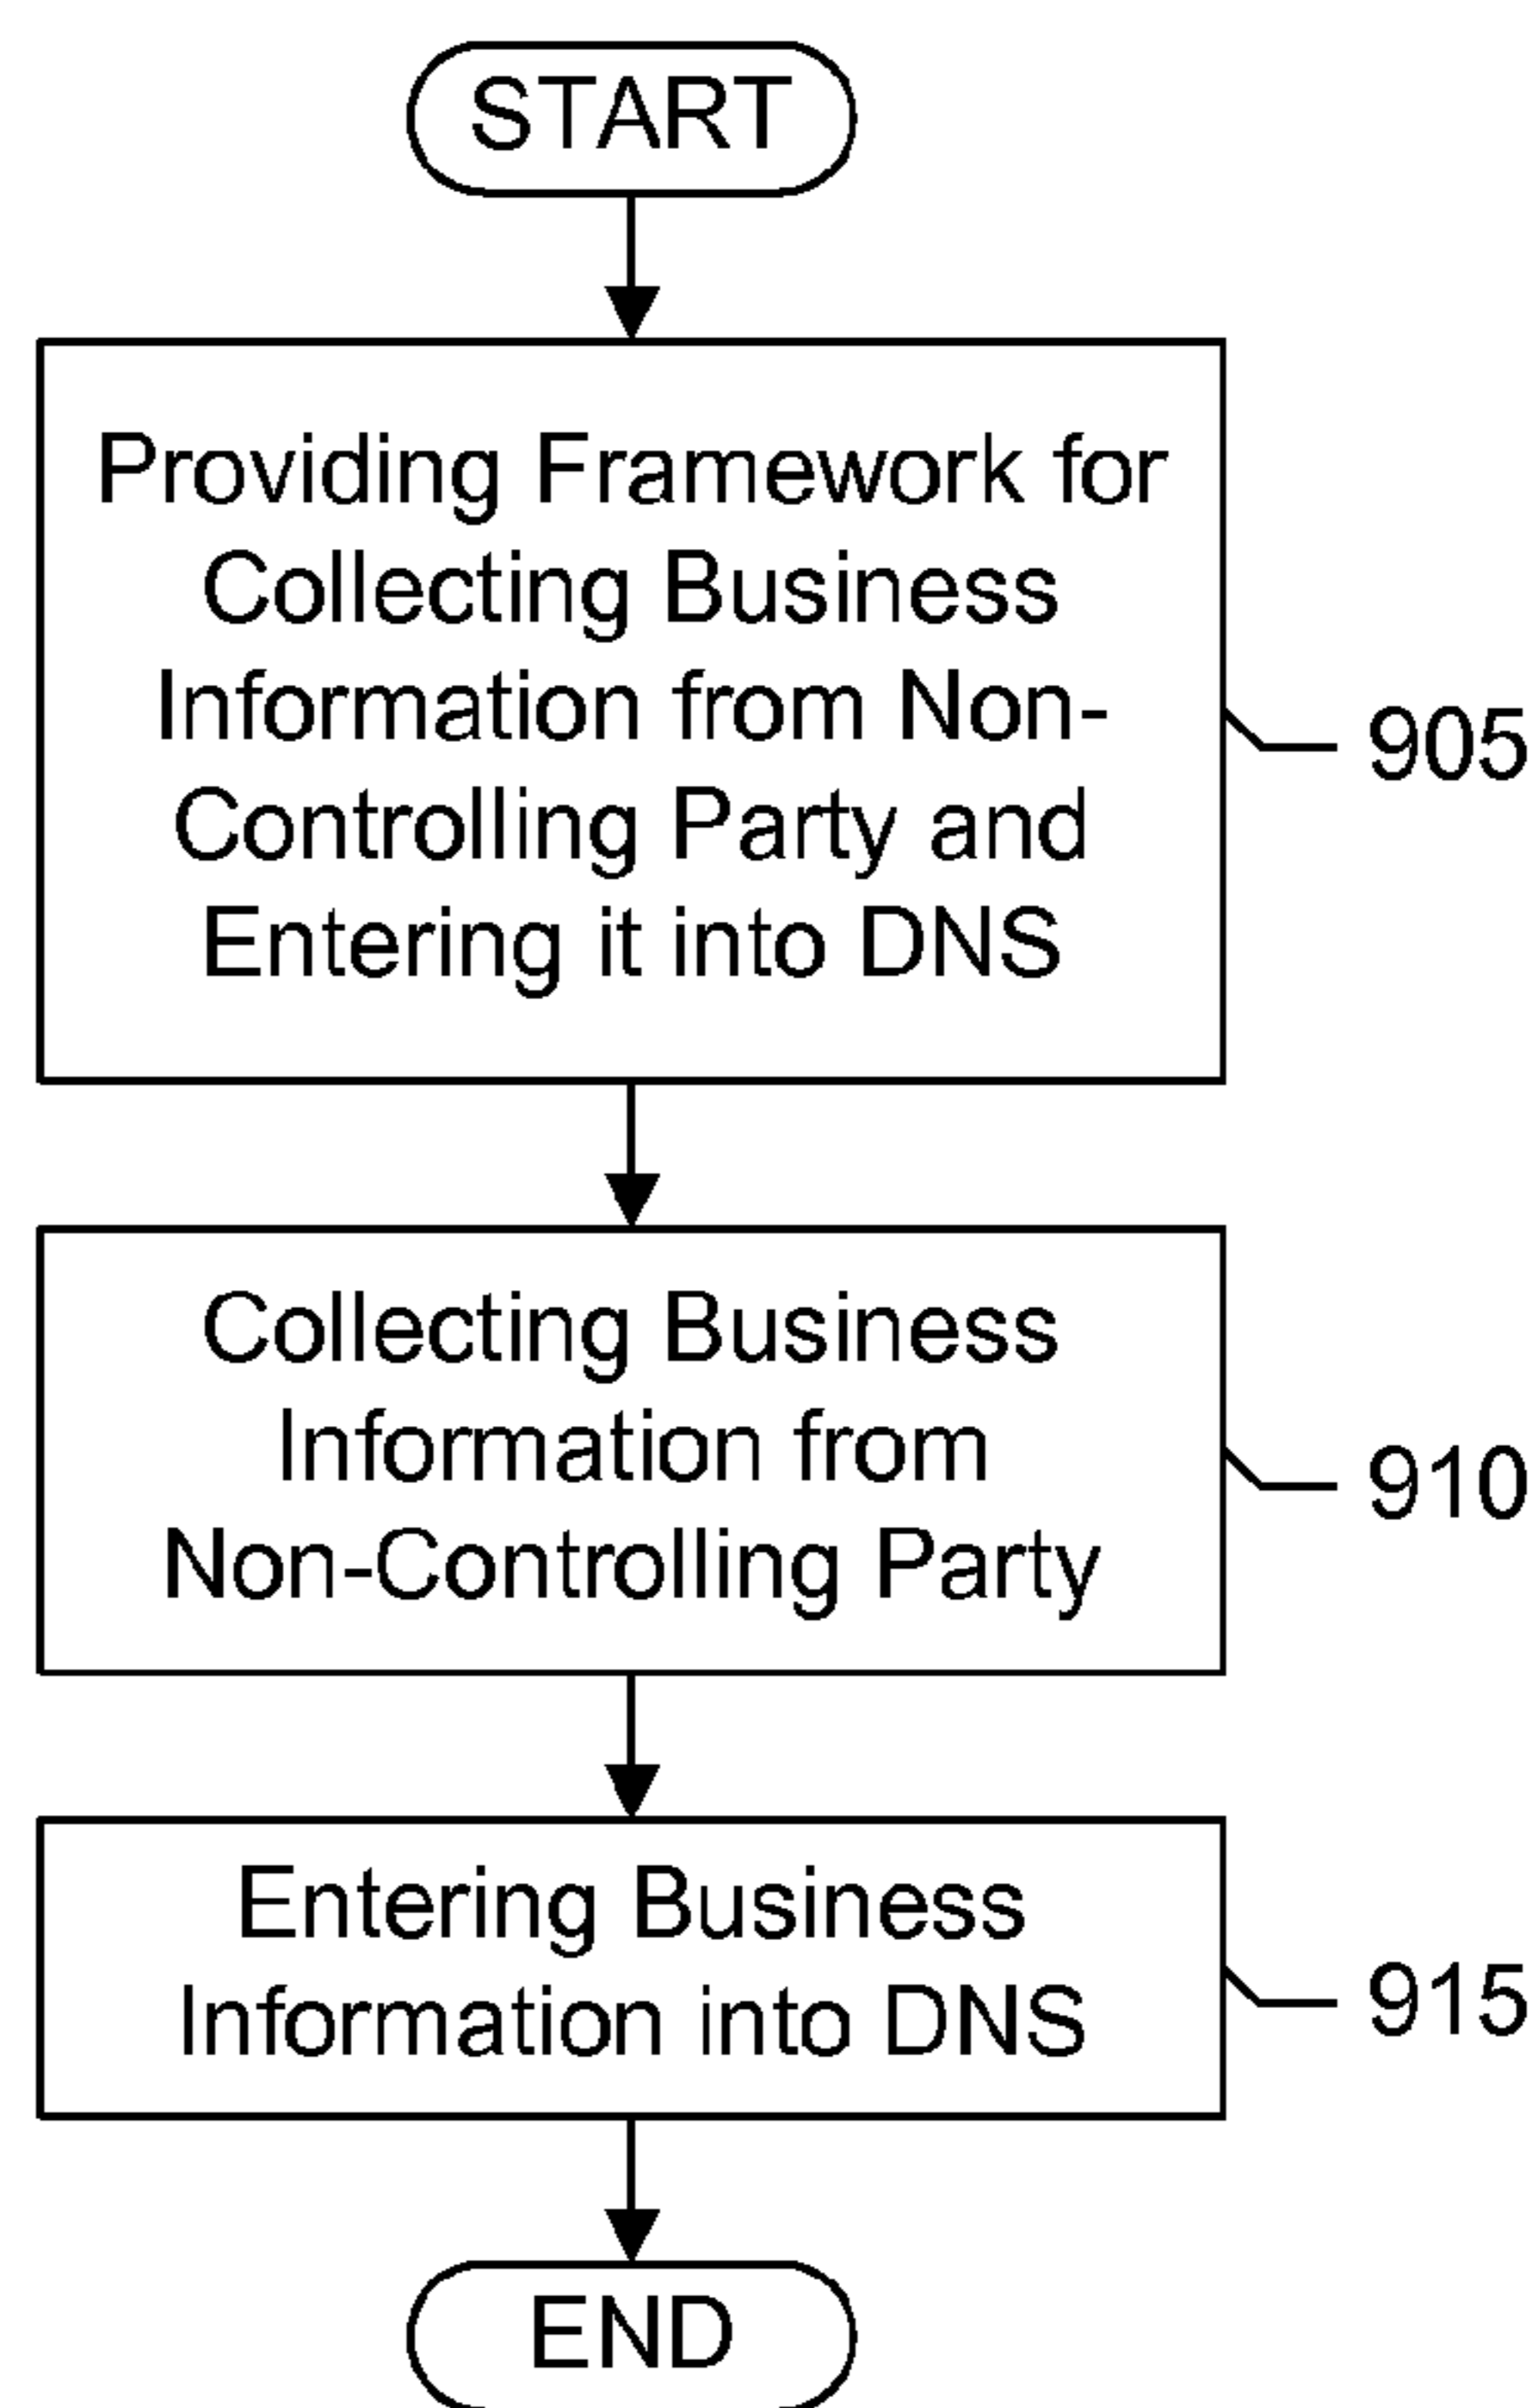 START
Providing Framework for
Collecting Business
Information from Non-
Controlling Party and
Entering it into DNS
905
Collecting Business
Information from
Non-Controlling Party
910
Entering Business
Information into DNS
915
END